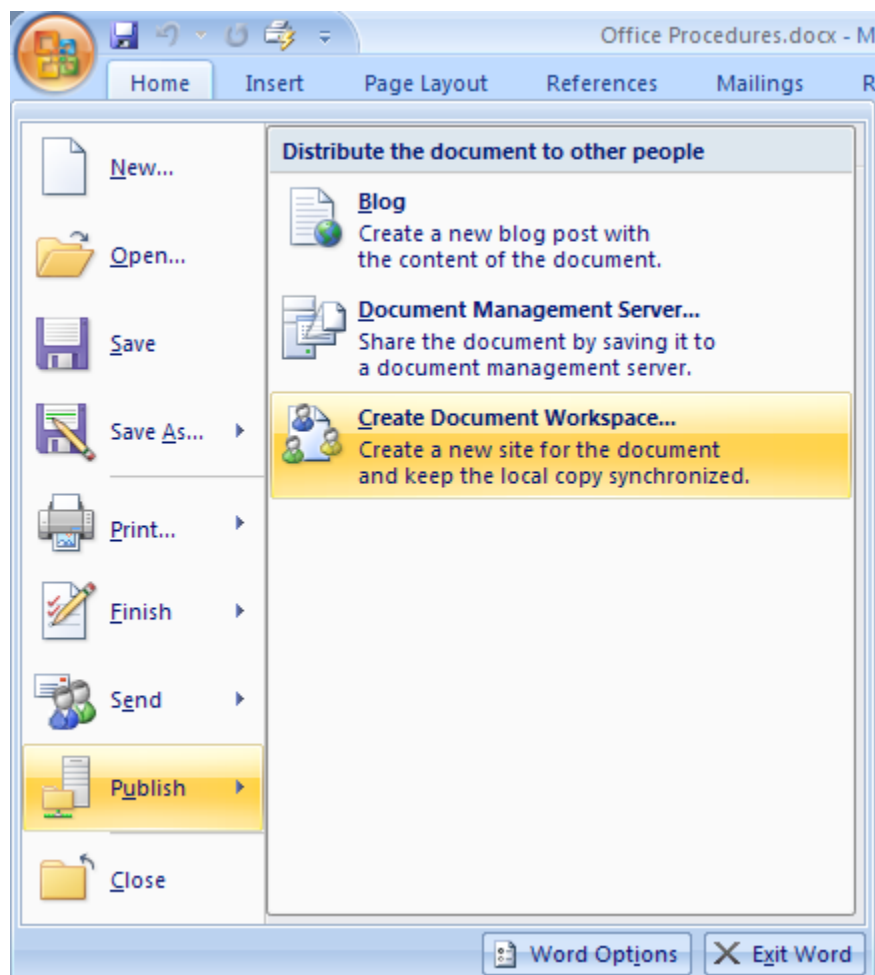 Office Procedures.docx - M
Home Insert Page Layout References Mailings R
New...
Open...
Save
Save As...
Print...
Finish
Send
Publish
Close
Distribute the document to other people
Blog
Create a new blog post with
the content of the document.
Document Management Server...
Share the document by saving it to
a document management server.
Create Document Workspace...
Create a new site for the document
and keep the local copy synchronized.
Word Options Exit Word